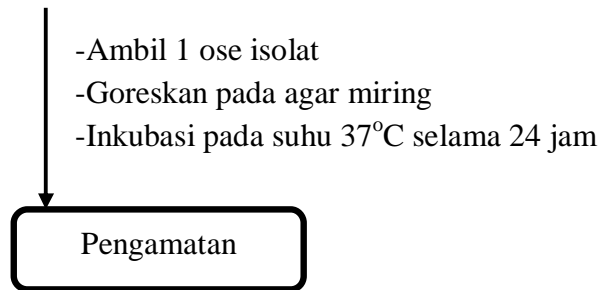 -Ambil 1 ose isolat
-Goreskan pada agar miring
-Inkubasi pada suhu 37°C selama 24 jam
Pengamatan